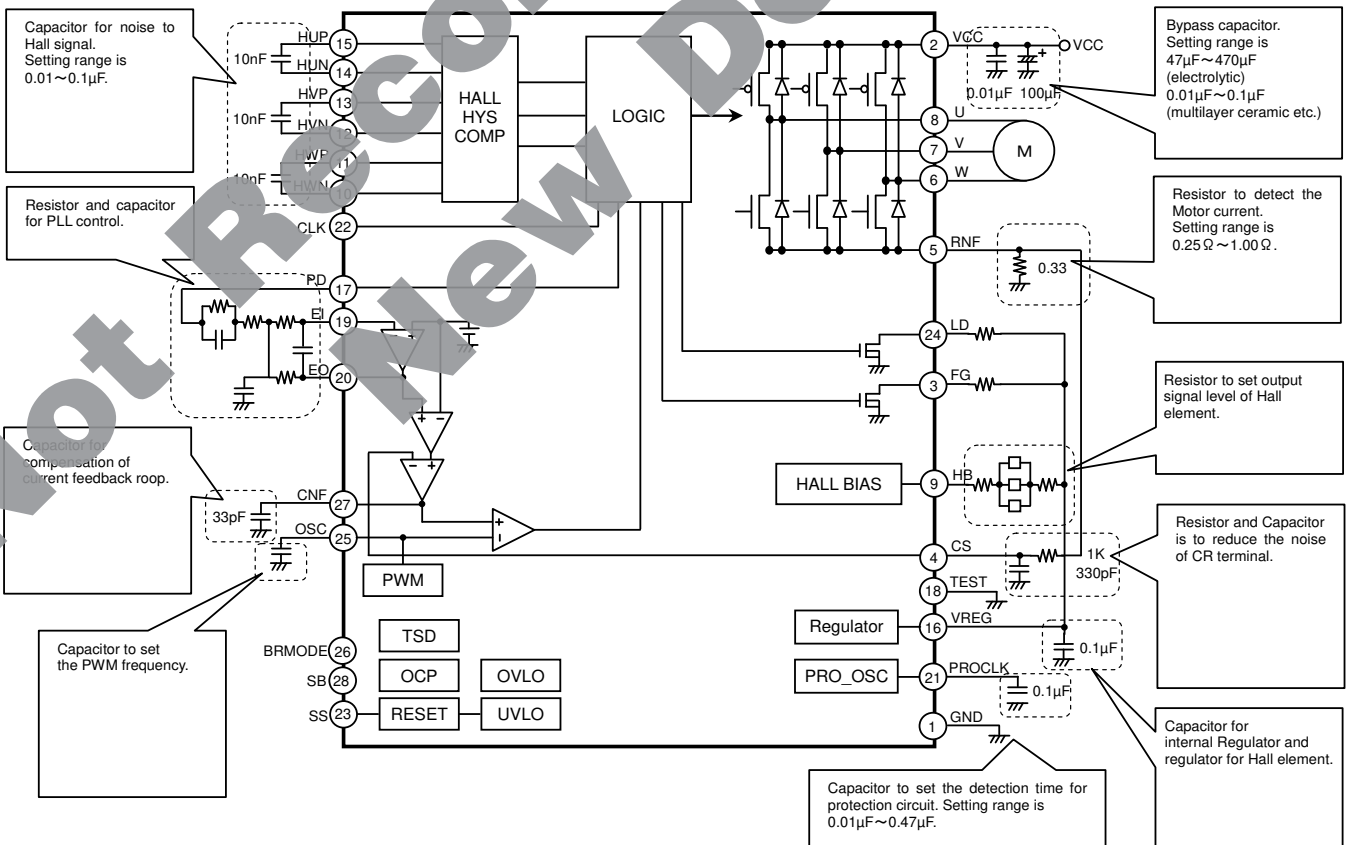 Capacitor for noise to
Hall signal.
Setting range is
0.01~0.1µF.
Resistor and capacitor
for PLL control.
Capacitor for
compensation of
current feedback roop.
Capacitor to set
the PWM frequency.
10nF
10nF
10nF
33pF
HUP
15
HUN
14
HVP
13
HVN
12
HWP
11
HWN
10
CLK
22
PD
17
EI
19
EO
20
CNF
27
OSC
25
BRMODE
26
SB
28
SS
23
HALL
HYS
COMP
LOGIC
PWM
TSD
OCP
OVLO
RESET
UVLO
HALL BIAS
Regulator
PRO_OSC
2
VCC
VCC
0.01µF 100µF
+
8
U
7
V
6
W
M
5
RNF
0.33
24
LD
3
FG
9
HB
4
CS
1K
330pF
18
TEST
16
VREG
0.1µF
21
PROCLK
0.1µF
1
GND
+ -
- +
+
-
Bypass capacitor.
Setting range is
47µF~470µF
(electrolytic)
0.01µF~0.1µF
(multilayer ceramic etc.)
Resistor to detect the
Motor current.
Setting range is
0.25Ω~1.00Ω.
Resistor to set output
signal level of Hall
element.
Resistor and Capacitor
is to reduce the noise
of CR terminal.
Capacitor for
internal Regulator and
regulator for Hall element.
Capacitor to set the detection time for
protection circuit. Setting range is
0.01µF~0.47µF.
Not
New